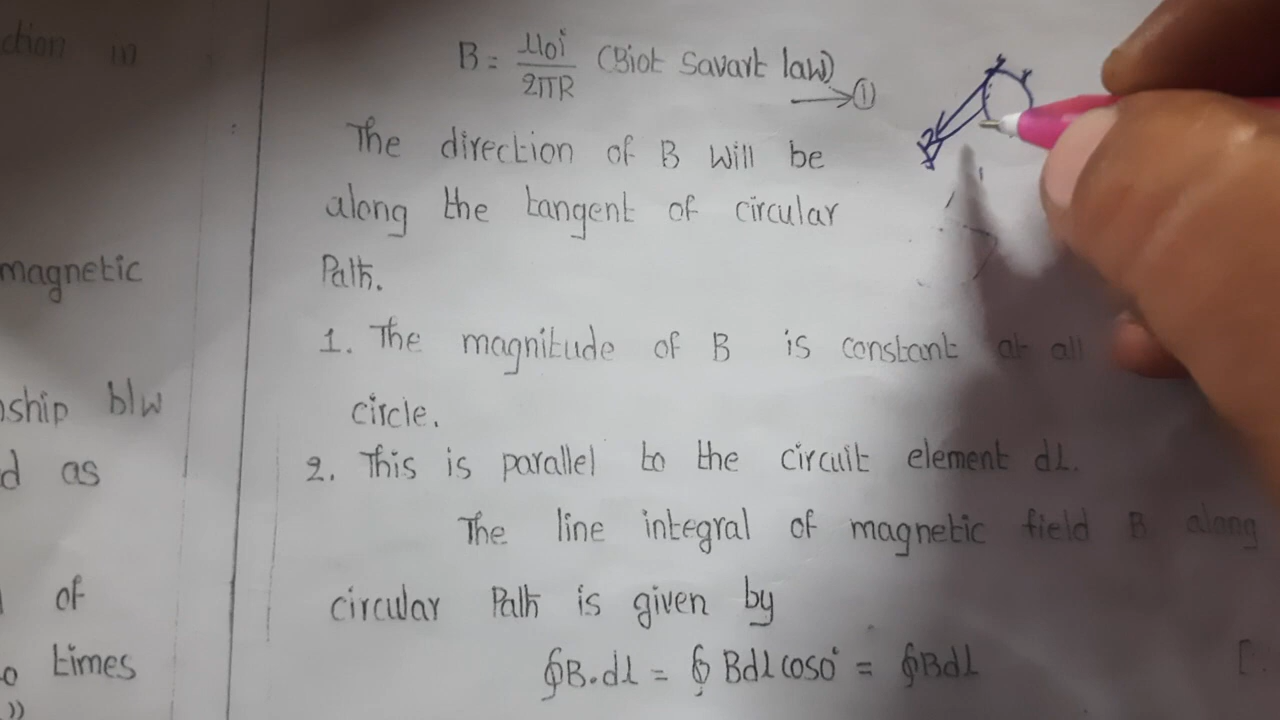 ction in
magnetic
nship b/w
d as
of
o times
))
B = μ0i / 2πR (Biot Savart law)
→ ①
The direction of B will be
along the tangent of circular
Path.
1. The magnitude of B is constant at all
circle.
2. This is parallel to the circuit element dl.
The line integral of magnetic field B along
circular Path is given by
∮B.dl = ∮ Bdl cos0° = ∮Bdl
B